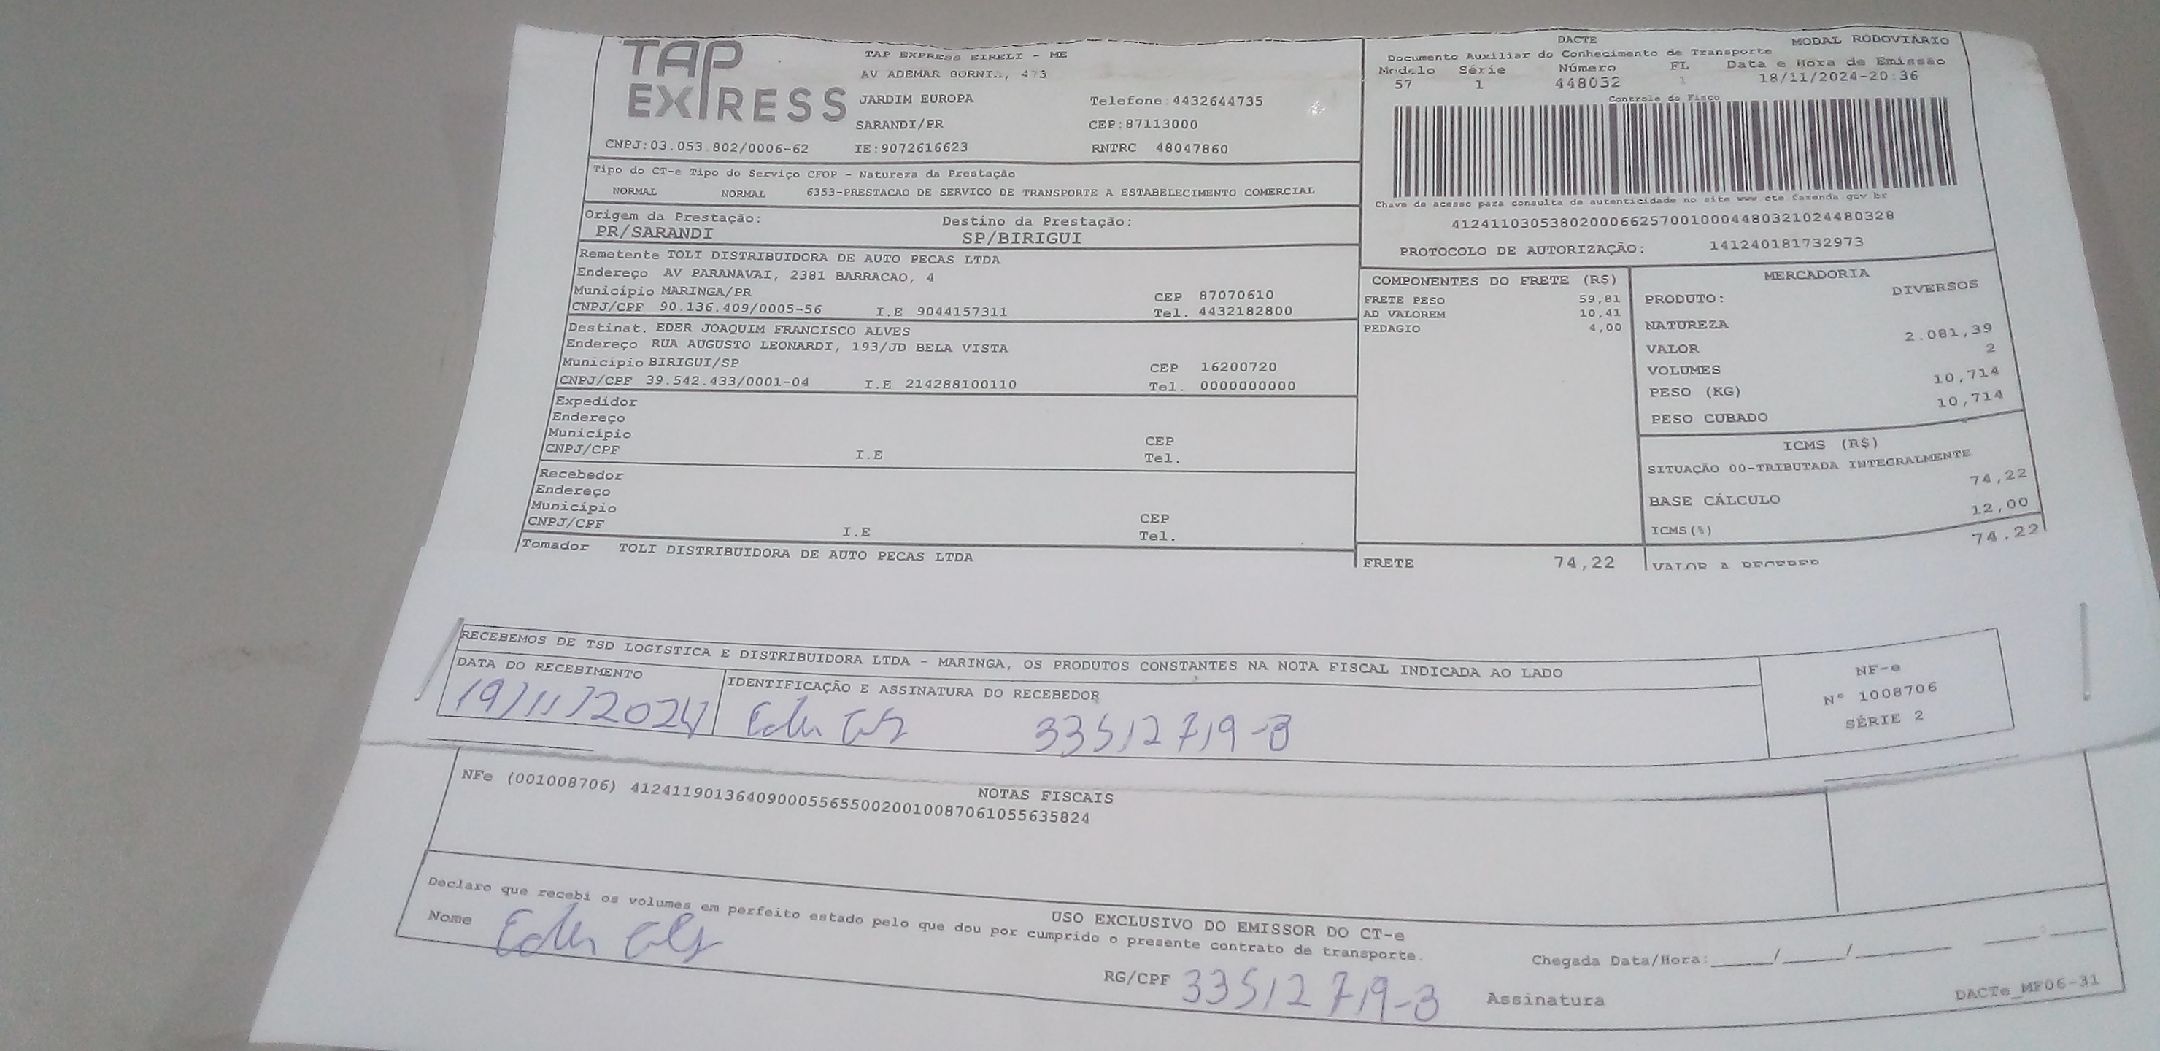 TAP
EXPRESS
TAP EXPRESS EIRELI - ME
AV ADEMAR BORNIA, 473
JARDIM EUROPA Telefone:4432644735
SARANDI/PR CEP:87113000
CNPJ:03.053.802/0006-62 IE:9072616623 RNTRC 48047860
DACTE MODAL RODOVIÁRIO
Documento Auxiliar do Conhecimento de Transporte
Modelo Série Número FL Data e Hora de Emissão
57 1 448032 1 18/11/2024-20:36
Controle do Fisco
Chave de acesso para consulta de autenticidade no site www.cte.fazenda.gov.br
41241103053802000662570010004480321024480328
PROTOCOLO DE AUTORIZAÇÃO: 141240181732973
Tipo do CT-e Tipo do Serviço CFOP - Natureza da Prestação
NORMAL NORMAL 6353-PRESTACAO DE SERVICO DE TRANSPORTE A ESTABELECIMENTO COMERCIAL
Origem da Prestação: Destino da Prestação:
PR/SARANDI SP/BIRIGUI
Remetente TOLI DISTRIBUIDORA DE AUTO PECAS LTDA
Endereço AV PARANAVAI, 2381 BARRACAO, 4
Município MARINGA/PR CEP 87070610
CNPJ/CPF 90.136.409/0005-56 I.E 9044157311 Tel. 4432182800
Destinat. EDER JOAQUIM FRANCISCO ALVES
Endereço RUA AUGUSTO LEONARDI, 193/JD BELA VISTA
Município BIRIGUI/SP CEP 16200720
CNPJ/CPF 39.542.433/0001-04 I.E 214288100110 Tel. 0000000000
Expedidor
Endereço
Município CEP
CNPJ/CPF I.E Tel.
Recebedor
Endereço
Município CEP
CNPJ/CPF I.E Tel.
Tomador TOLI DISTRIBUIDORA DE AUTO PECAS LTDA
COMPONENTES DO FRETE (R$)
FRETE PESO 59,81
AD VALOREM 10,41
PEDAGIO 4,00
FRETE 74,22
MERCADORIA
PRODUTO: DIVERSOS
NATUREZA
VALOR 2.081,39
VOLUMES 2
PESO (KG) 10,714
PESO CUBADO 10,714
ICMS (R$)
SITUAÇÃO 00-TRIBUTADA INTEGRALMENTE
BASE CÁLCULO 74,22
ICMS(%) 12,00
VALOR A RECEBER 74,22
RECEBEMOS DE TSD LOGISTICA E DISTRIBUIDORA LTDA - MARINGA, OS PRODUTOS CONSTANTES NA NOTA FISCAL INDICADA AO LADO
DATA DO RECEBIMENTO IDENTIFICAÇÃO E ASSINATURA DO RECEBEDOR
19/11/2024 33512719-3
NF-e
N° 1008706
SÉRIE 2
NOTAS FISCAIS
NFe (001008706) 41241190136409000556550020010087061055635824
USO EXCLUSIVO DO EMISSOR DO CT-e
Declaro que recebi os volumes em perfeito estado pelo que dou por cumprido o presente contrato de transporte.
Nome Chegada Data/Hora:_____/_____/________ _____:_____
RG/CPF 33512719-3 Assinatura
DACTe_MF06-31